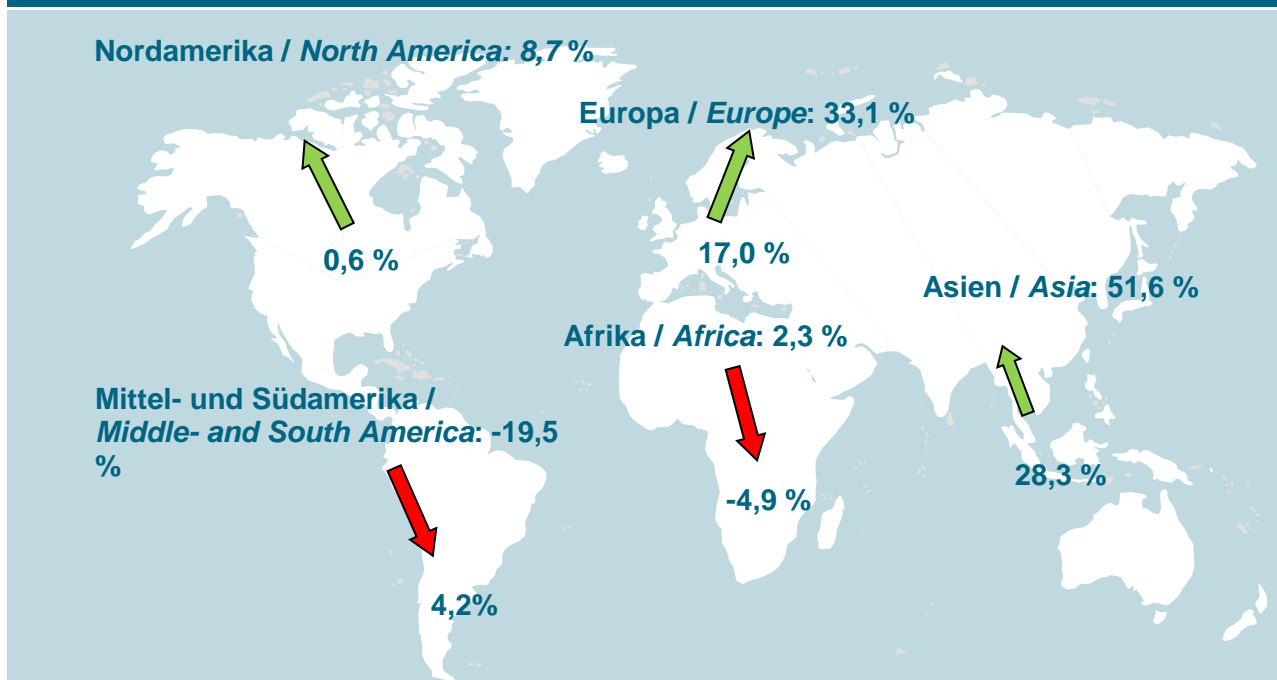 Nordamerika / North America: 8,7 %
Europa / Europe: 33,1 %
0,6 %
17,0 %
Asien / Asia: 51,6 %
Afrika / Africa: 2,3 %
Mittel- und Südamerika /
Middle- and South America: -19,5
%
28,3 %
-4,9 %
4,2%